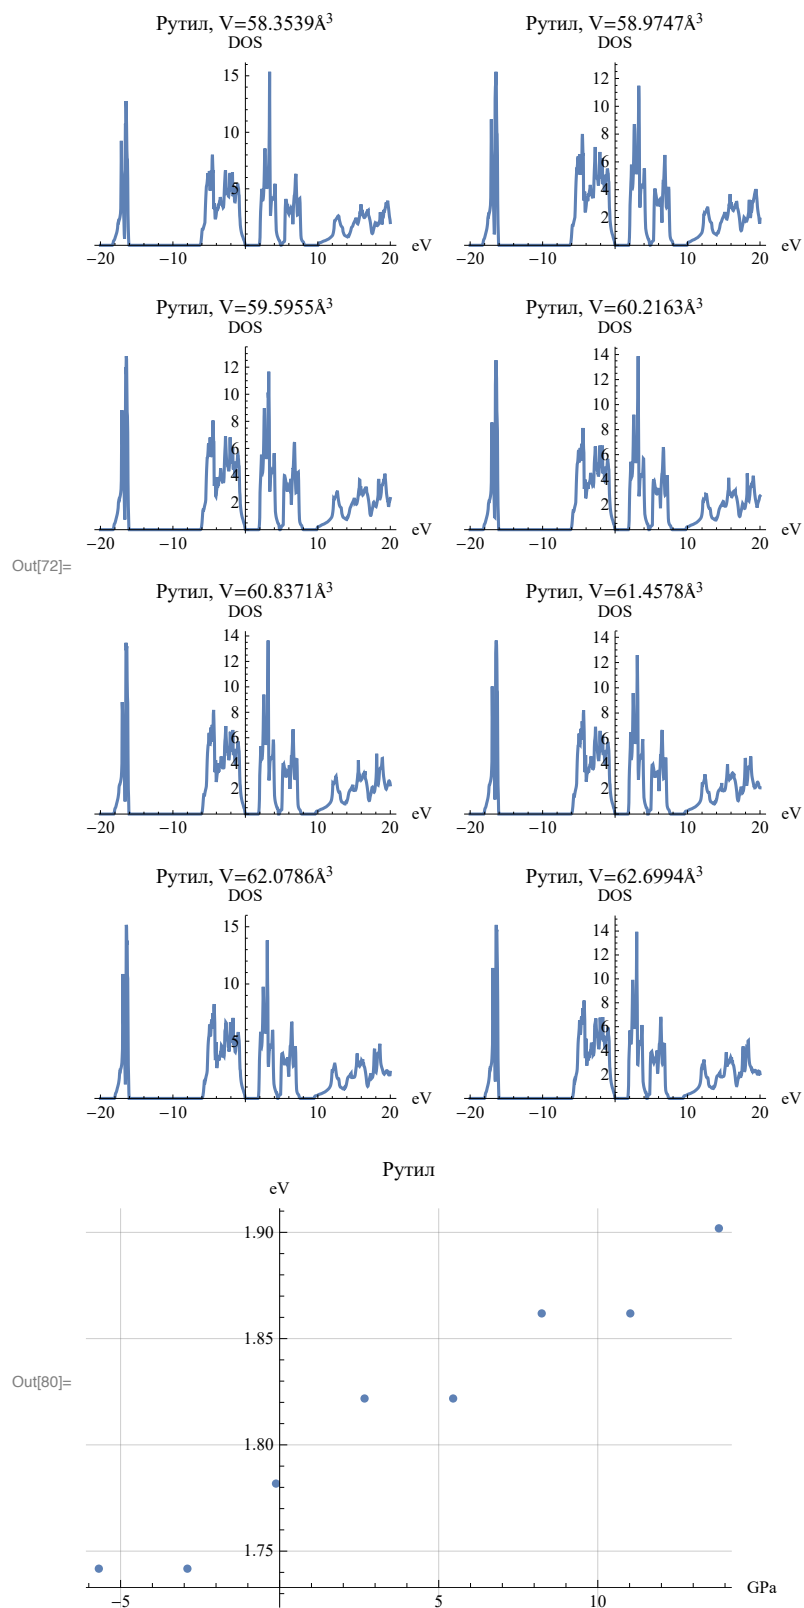 Рутил, V=58.3539Å³ Рутил, V=58.9747Å³
DOS DOS
15 10 5 12 10 8 6 4 2
−20 −10 10 20 eV −20 −10 10 20 eV
Рутил, V=59.5955Å³ Рутил, V=60.2163Å³
DOS DOS
12 10 8 6 4 2 14 12 10 8 6 4 2
−20 −10 10 20 eV −20 −10 10 20 eV
Out[72]=
Рутил, V=60.8371Å³ Рутил, V=61.4578Å³
DOS DOS
14 12 10 8 6 4 2 14 12 10 8 6 4 2
−20 −10 10 20 eV −20 −10 10 20 eV
Рутил, V=62.0786Å³ Рутил, V=62.6994Å³
DOS DOS
15 10 5 14 12 10 8 6 4 2
−20 −10 10 20 eV −20 −10 10 20 eV
Рутил
eV
1.90
1.85
Out[80]=
1.80
1.75
−5 5 10 GPa